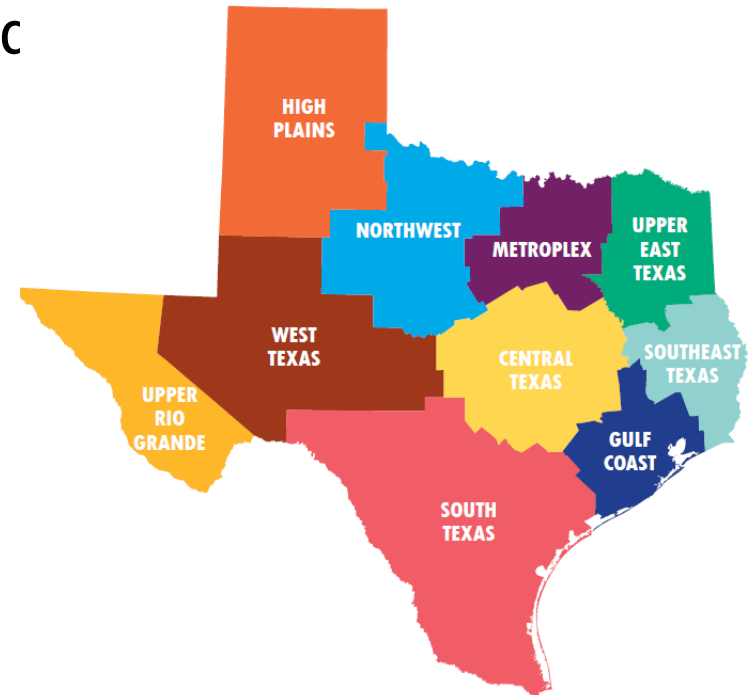 C
HIGH
PLAINS
NORTHWEST
METROPLEX
UPPER
EAST
TEXAS
WEST
TEXAS
CENTRAL
TEXAS
SOUTHEAST
TEXAS
UPPER
RIO
GRANDE
GULF
COAST
SOUTH
TEXAS